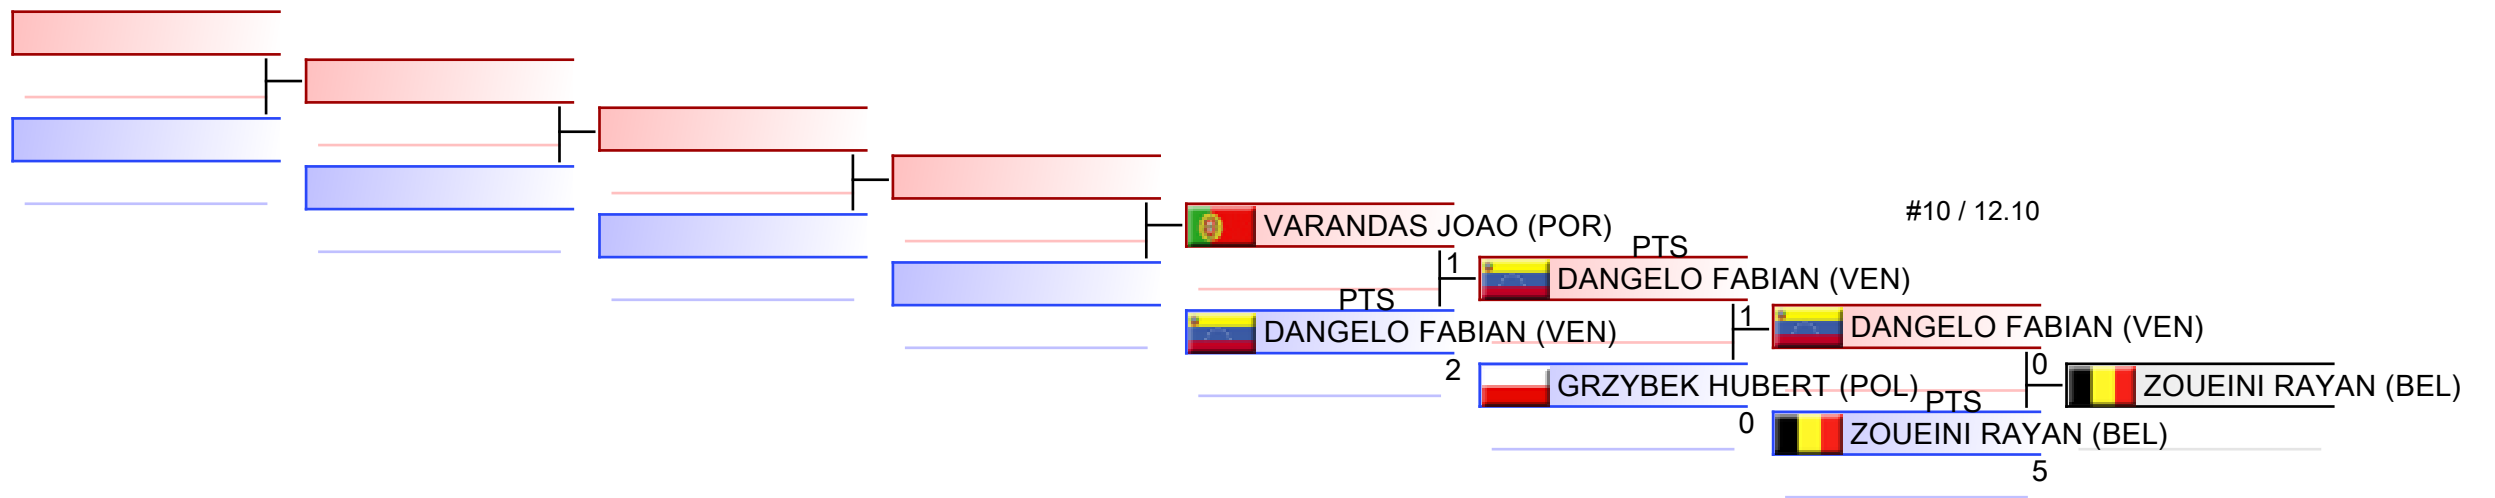 #10 / 12.10
VARANDAS JOAO (POR)
1
PTS
DANGELO FABIAN (VEN)
2
PTS
DANGELO FABIAN (VEN)
1
GRZYBEK HUBERT (POL)
0
DANGELO FABIAN (VEN)
0
PTS
ZOUEINI RAYAN (BEL)
5
ZOUEINI RAYAN (BEL)